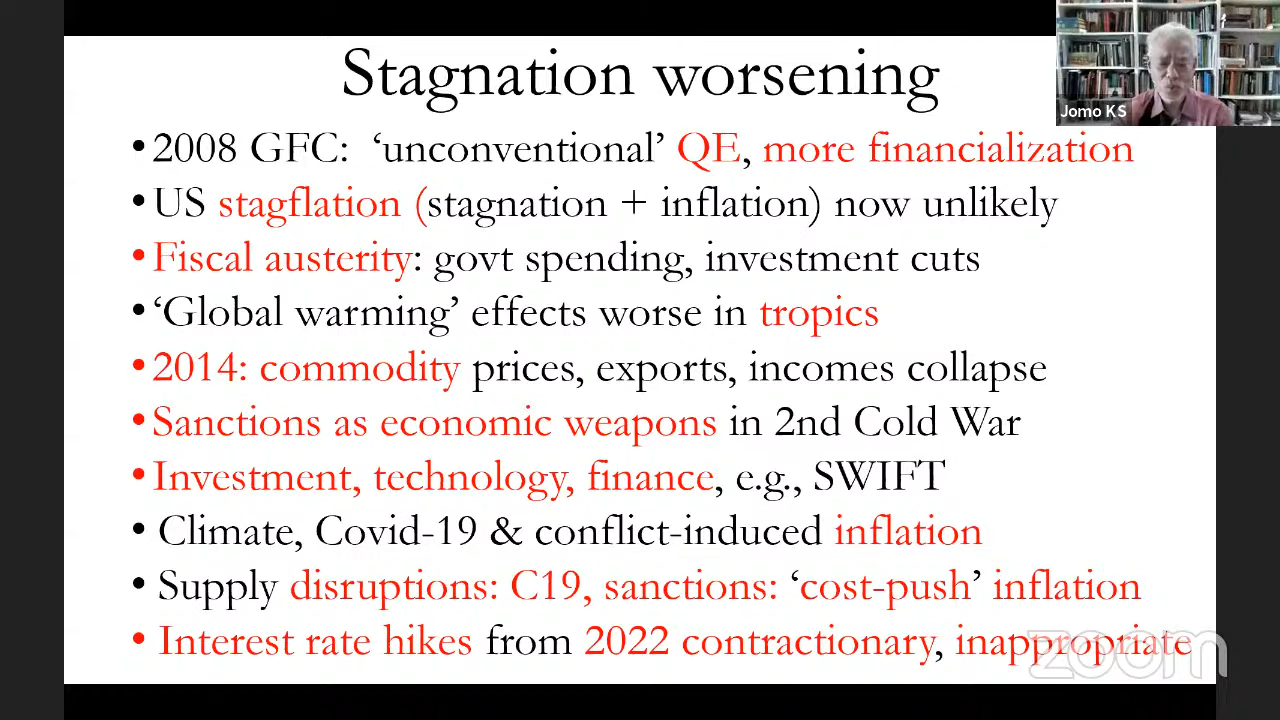 Stagnation worsening
Jomo K S
•2008 GFC: ‘unconventional’ QE, more financialization
•US stagflation (stagnation + inflation) now unlikely
•Fiscal austerity: govt spending, investment cuts
•‘Global warming’ effects worse in tropics
•2014: commodity prices, exports, incomes collapse
•Sanctions as economic weapons in 2nd Cold War
•Investment, technology, finance, e.g., SWIFT
•Climate, Covid-19 & conflict-induced inflation
•Supply disruptions: C19, sanctions: ‘cost-push’ inflation
•Interest rate hikes from 2022 contractionary, inappropriate
zoom